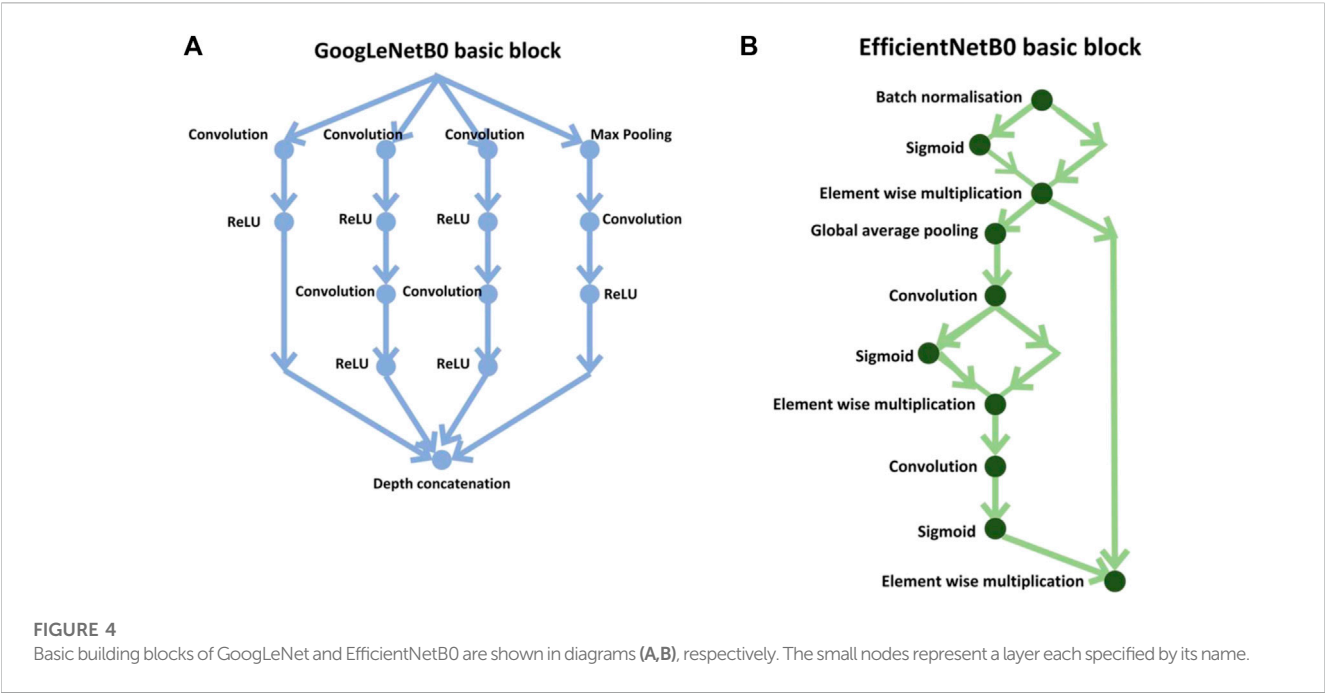 A
GoogLeNetB0 basic block
Convolution
Convolution
Convolution
Max Pooling
ReLU
ReLU
ReLU
Convolution
Convolution
Convolution
ReLU
ReLU
ReLU
Depth concatenation
B
EfficientNetB0 basic block
Batch normalisation
Sigmoid
Element wise multiplication
Global average pooling
Convolution
Sigmoid
Element wise multiplication
Convolution
Sigmoid
Element wise multiplication
FIGURE 4
Basic building blocks of GoogLeNet and EfficientNetB0 are shown in diagrams (A,B), respectively. The small nodes represent a layer each specified by its name.